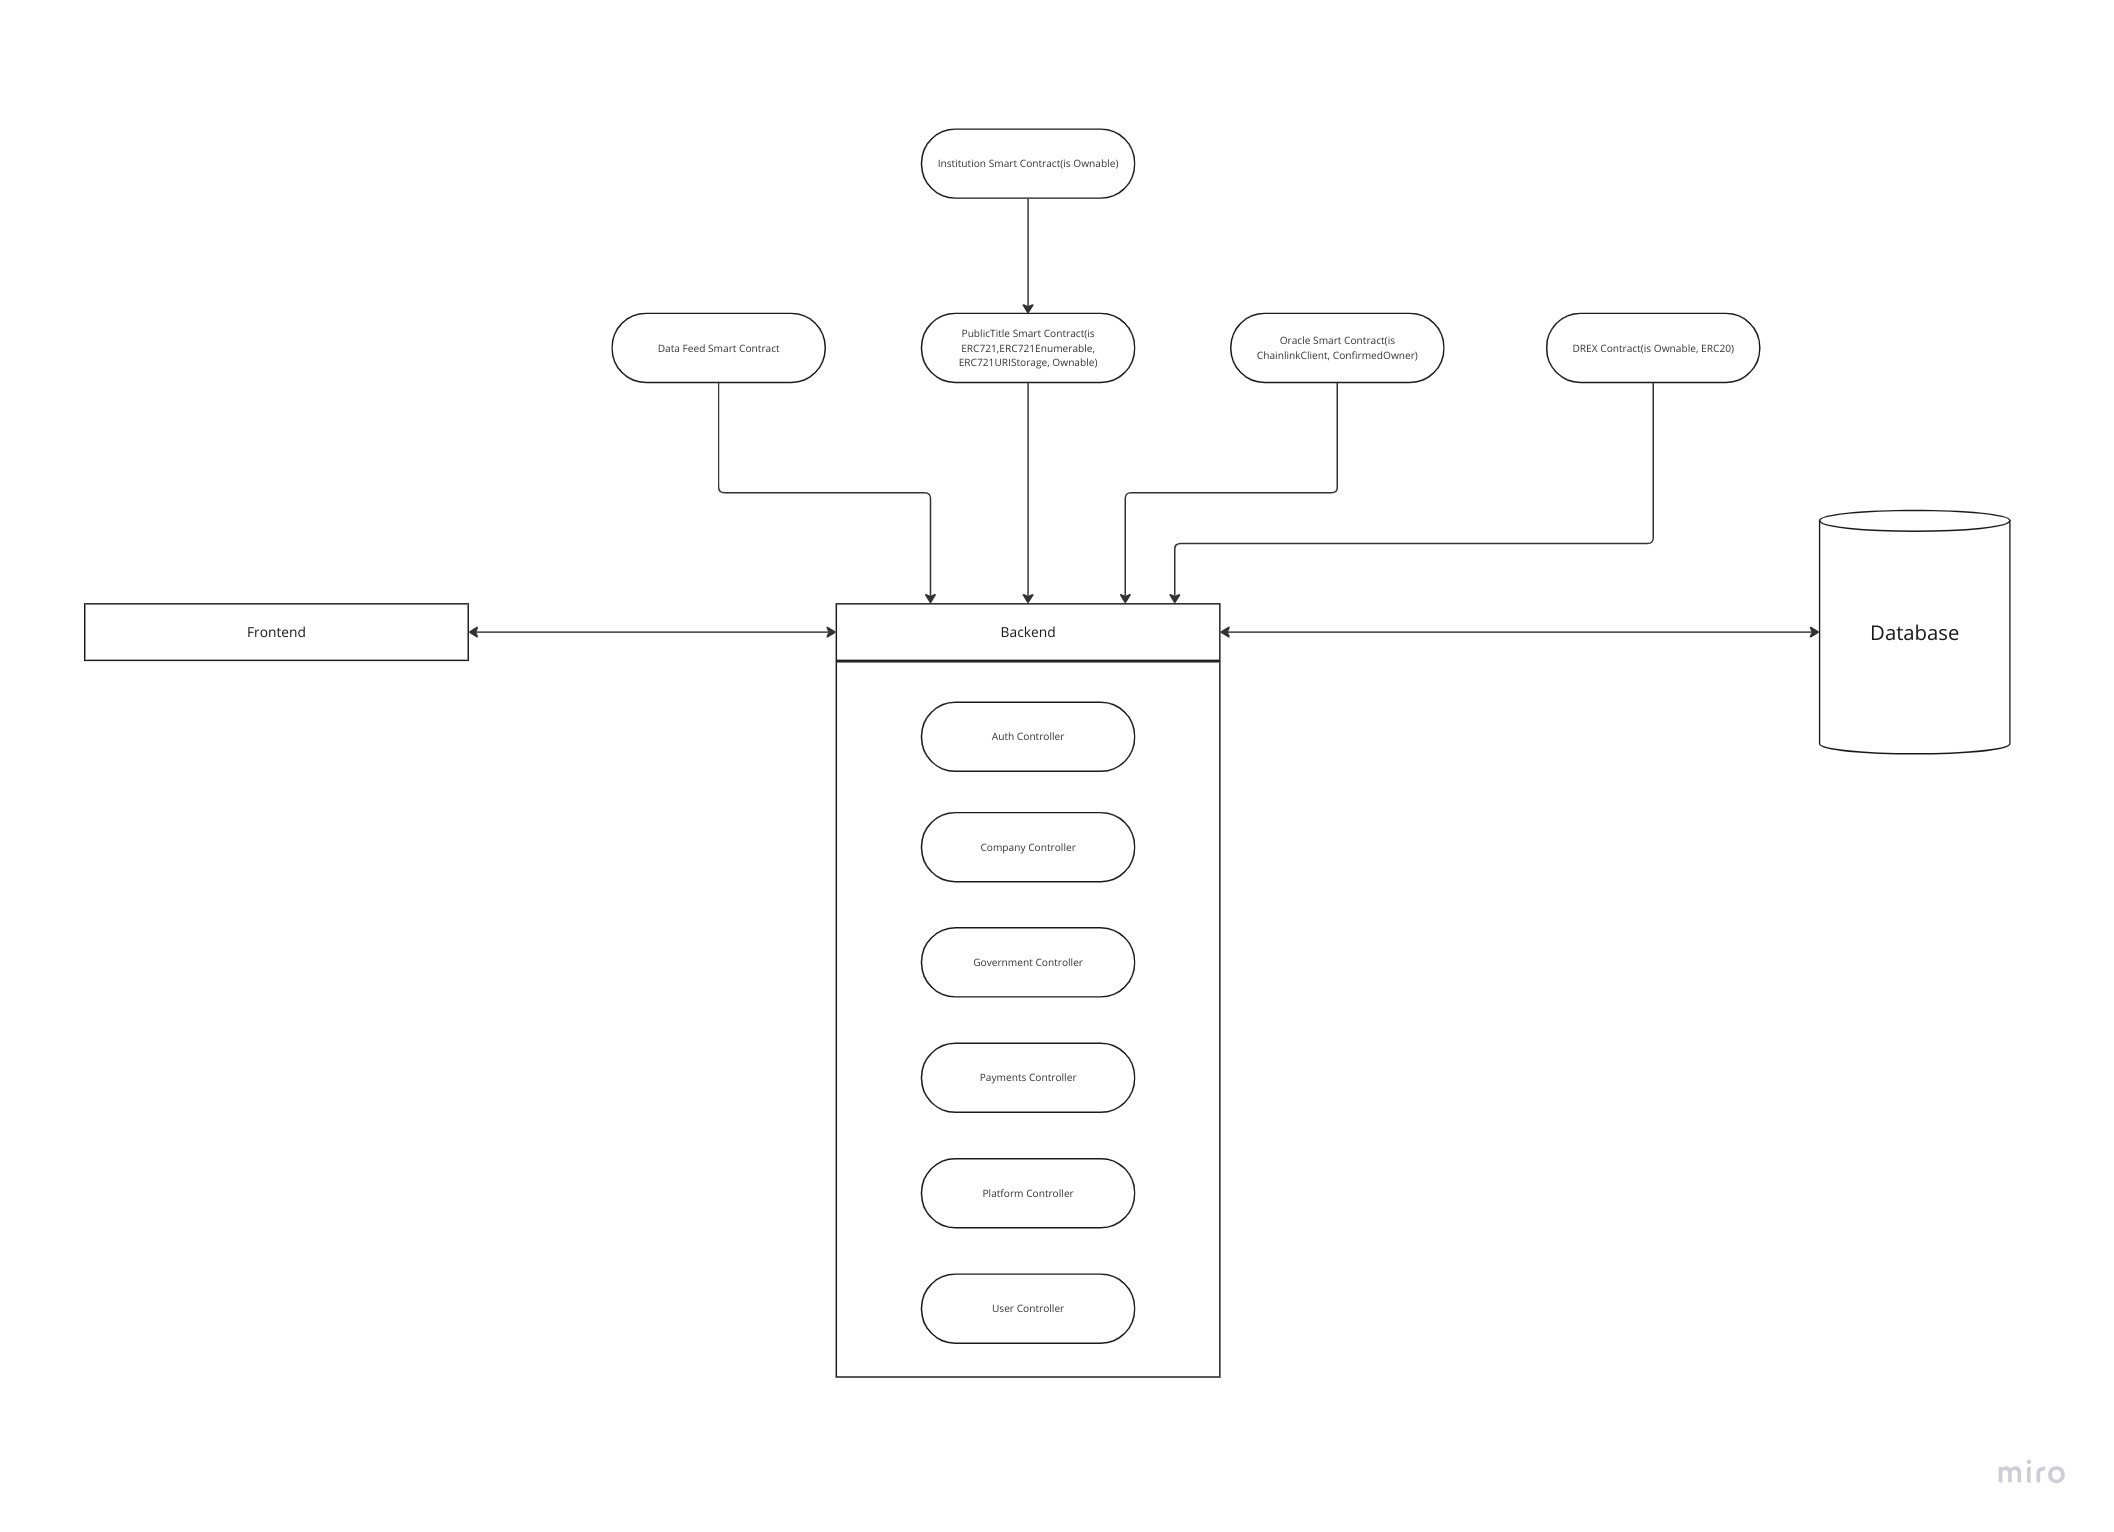 Institution Smart Contract(is Ownable)
Data Feed Smart Contract
PublicTitle Smart Contract(is
ERC721,ERC721Enumerable,
ERC721URIStorage, Ownable)
Oracle Smart Contract(is
ChainlinkClient, ConfirmedOwner)
DREX Contract(is Ownable, ERC20)
Frontend
Backend
Database
Auth Controller
Company Controller
Government Controller
Payments Controller
Platform Controller
User Controller
miro